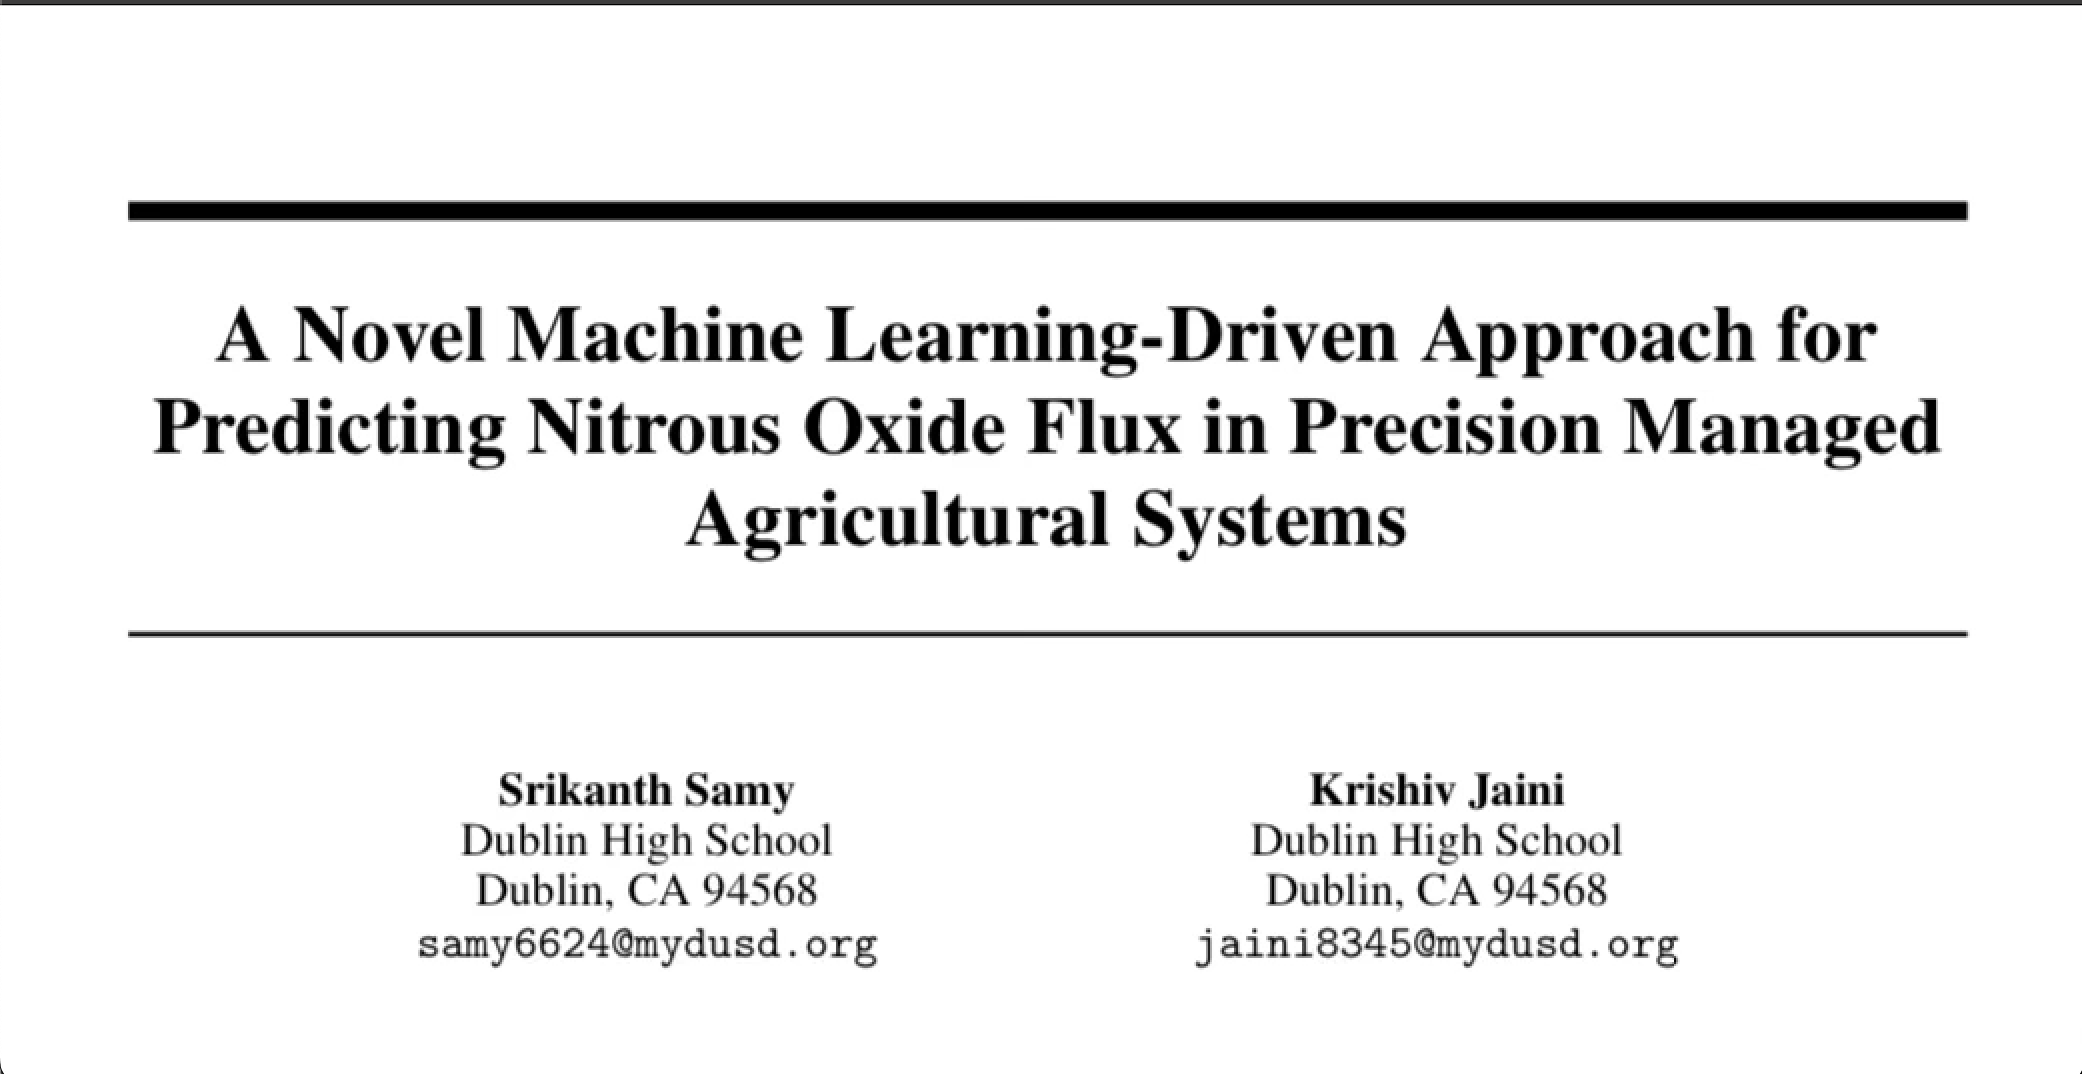 A Novel Machine Learning-Driven Approach for
Predicting Nitrous Oxide Flux in Precision Managed
Agricultural Systems
Srikanth Samy
Dublin High School
Dublin, CA 94568
samy6624@mydusd.org
Krishiv Jaini
Dublin High School
Dublin, CA 94568
jaini8345@mydusd.org